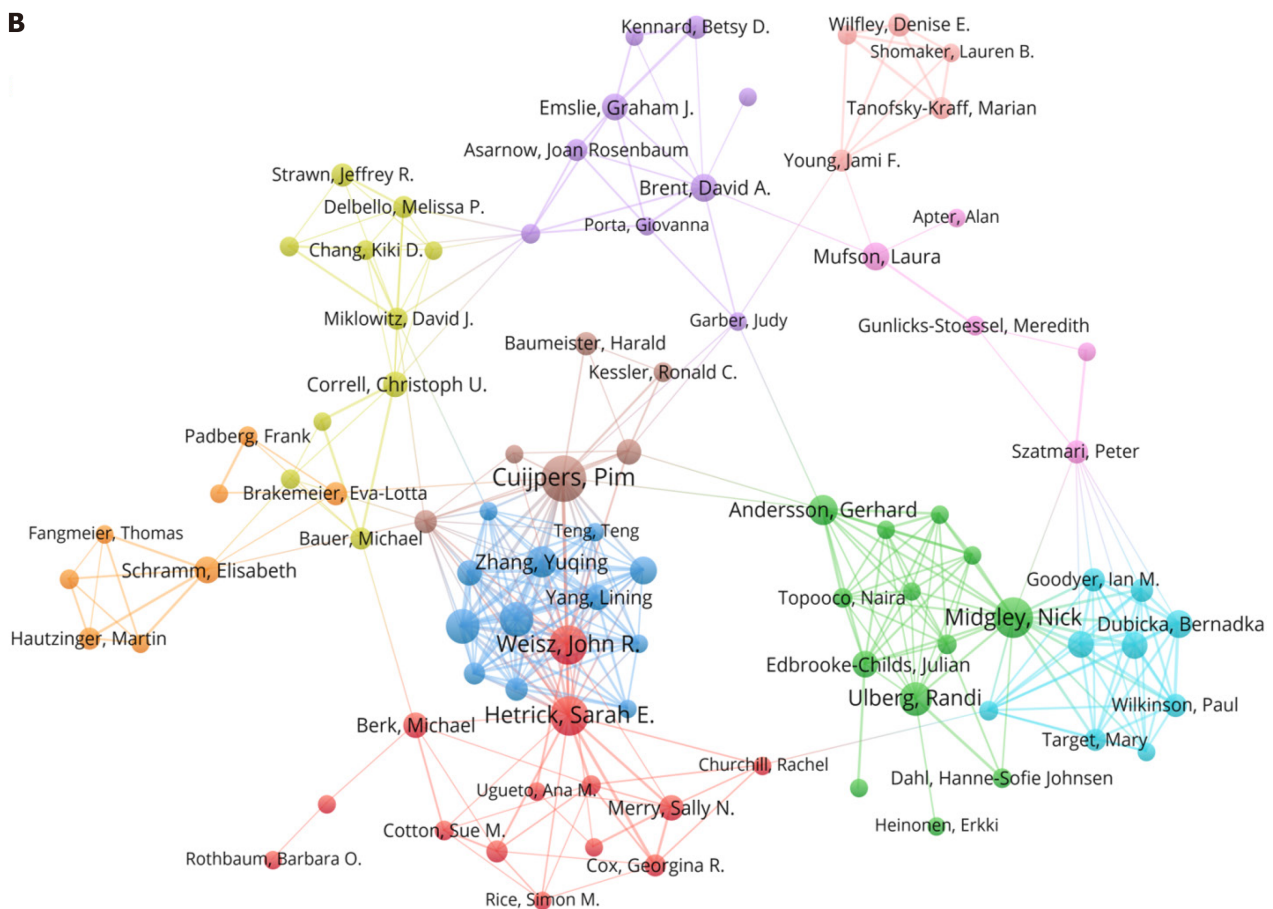 B
Kennard, Betsy D.
Wilfley, Denise E.
Shomaker, Lauren B.
Emslie, Graham J.
Tanofsky-Kraff, Marian
Asarnow, Joan Rosenbaum
Young, Jami F.
Strawn, Jeffrey R.
Brent, David A.
Delbello, Melissa P.
Apter, Alan
Porta, Giovanna
Chang, Kiki D.
Mufson, Laura
Miklowitz, David J.
Garber, Judy
Gunlicks-Stoessel, Meredith
Baumeister, Harald
Kessler, Ronald C.
Correll, Christoph U.
Padberg, Frank
Szatmari, Peter
Cuijpers, Pim
Brakemeier, Eva-Lotta
Andersson, Gerhard
Fangmeier, Thomas
Teng, Teng
Bauer, Michael
Zhang, Yuqing
Schramm, Elisabeth
Goodyer, Ian M.
Yang, Lining
Topooco, Naira
Midgley, Nick
Dubicka, Bernadka
Hautzinger, Martin
Weisz, John R.
Edbrooke-Childs, Julian
Ulberg, Randi
Wilkinson, Paul
Hetrick, Sarah E.
Berk, Michael
Target, Mary
Churchill, Rachel
Dahl, Hanne-Sofie Johnsen
Ugueto, Ana M.
Merry, Sally N.
Heinonen, Erkki
Cotton, Sue M.
Rothbaum, Barbara O.
Cox, Georgina R.
Rice, Simon M.